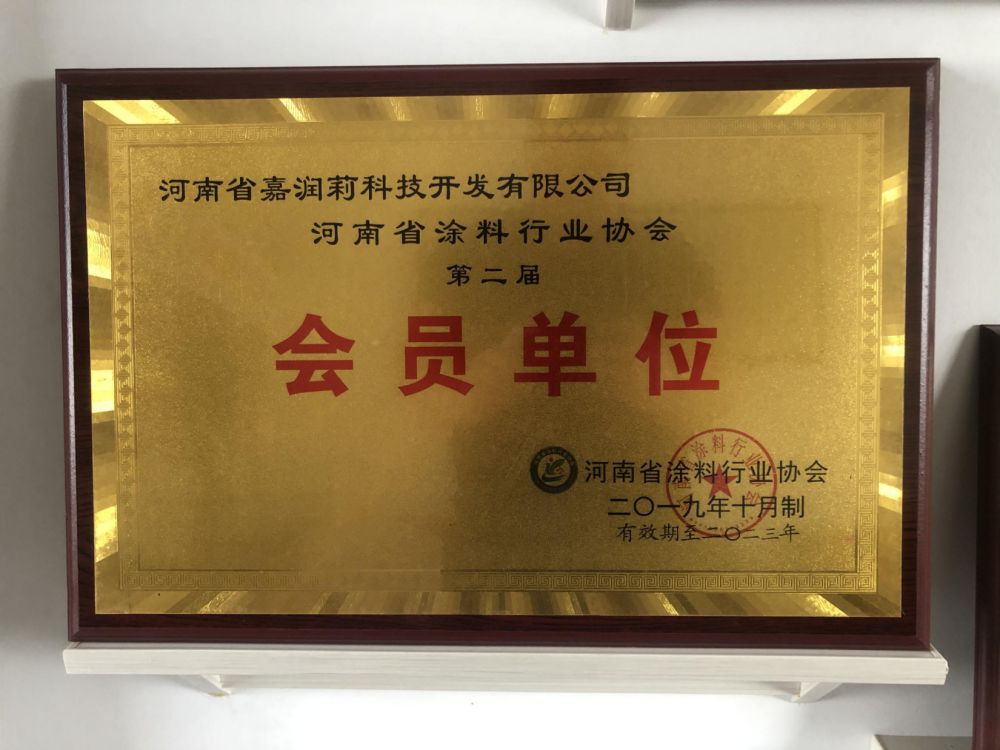 河南省嘉润莉科技开发有限公司
河南省涂料行业协会
第二届
会员单位
河南省涂料行业协会
二〇一九年十月制
有效期至二〇二三年